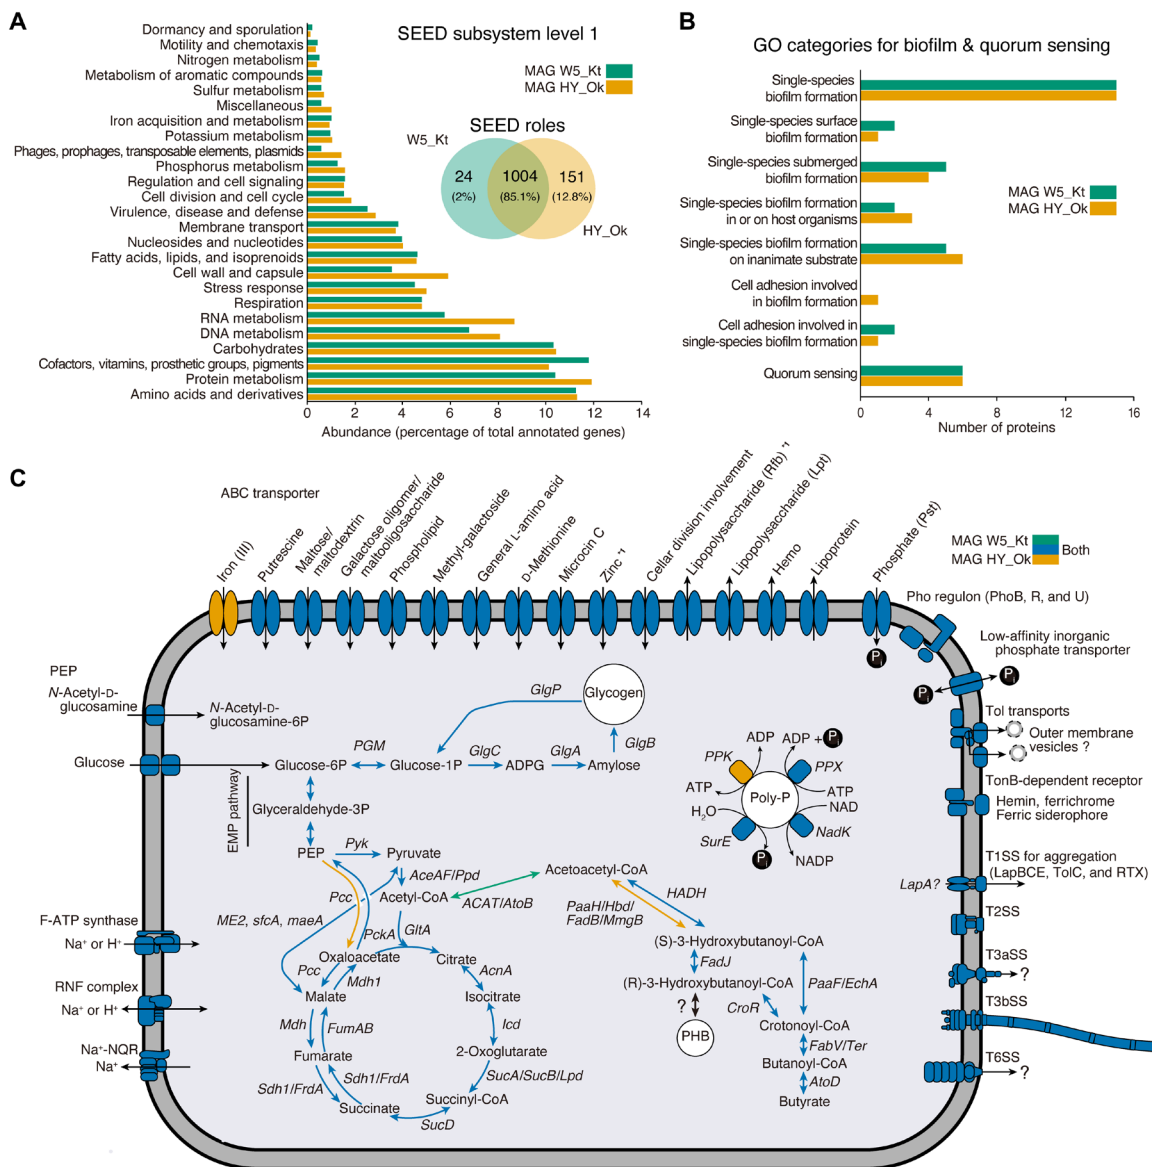 A
SEED subsystem level 1
MAG W5_Kt
MAG HY_Ok
Dormancy and sporulation
Motility and chemotaxis
Nitrogen metabolism
Metabolism of aromatic compounds
Sulfur metabolism
Miscellaneous
Iron acquisition and metabolism
Potassium metabolism
Phages, prophages, transposable elements, plasmids
Phosphorus metabolism
Regulation and cell signaling
Cell division and cell cycle
Virulence, disease and defense
Membrane transport
Nucleosides and nucleotides
Fatty acids, lipids, and isoprenoids
Cell wall and capsule
Stress response
Respiration
RNA metabolism
DNA metabolism
Carbohydrates
Cofactors, vitamins, prosthetic groups, pigments
Protein metabolism
Amino acids and derivatives
SEED roles
W5_Kt
24
(2%)
1004
(85.1%)
151
(12.8%)
HY_Ok
0 2 4 6 8 10 12 14
Abundance (percentage of total annotated genes)
B
GO categories for biofilm & quorum sensing
Single-species
biofilm formation
Single-species surface
biofilm formation
Single-species submerged
biofilm formation
Single-species biofilm formation
in or on host organisms
Single-species biofilm formation
on inanimate substrate
Cell adhesion involved
in biofilm formation
Cell adhesion involved in
single-species biofilm formation
Quorum sensing
MAG W5_Kt
MAG HY_Ok
0 4 8 12 16
Number of proteins
C
ABC transporter
Iron (III)
Putrescine
Maltose/
maltodextrin
Galactose oligomer/
maltooligosaccharide
Phospholipid
Methyl-galactoside
General L-amino acid
D-Methionine
Microcin C
Zinc*1
Cellar division involvement
Lipopolysaccharide (Rfb)*1
Lipopolysaccharide (Lpt)
Hemo
Lipoprotein
Phosphate (Pst)
MAG W5_Kt
Both
MAG HY_Ok
Pho regulon (PhoB, R, and U)
Low-affinity inorganic
phosphate transporter
Pi
Pi
Pi
Tol transports
Outer membrane
vesicles ?
TonB-dependent receptor
Hemin, ferrichrome
Ferric siderophore
T1SS for aggregation
(LapBCE, TolC, and RTX)
LapA?
T2SS
T3aSS
?
T3bSS
T6SS
?
PEP
N-Acetyl-D-
glucosamine
N-Acetyl-D-
glucosamine-6P
Glucose
F-ATP synthase
Na+ or H+
RNF complex
Na+ or H+
Na+-NQR
Na+
Glycogen
GlgP
PGM
GlgC
GlgA
GlgB
Glucose-6P
Glucose-1P
ADPG
Amylose
EMP pathway
Glyceraldehyde-3P
PEP
Pyk
Pyruvate
AceAF/Ppd
Acetyl-CoA
ACAT/AtoB
Acetoacetyl-CoA
Pcc
ME2, sfcA, maeA
PckA
GltA
Oxaloacetate
Citrate
Pcc
Mdh1
AcnA
Malate
Isocitrate
Mdh
FumAB
Icd
Fumarate
2-Oxoglutarate
Sdh1/FrdA
Sdh1/FrdA
SucA/SucB/Lpd
Succinate
Succinyl-CoA
SucD
HADH
PaaH/Hbd/
FadB/MmgB
(S)-3-Hydroxybutanoyl-CoA
FadJ
(R)-3-Hydroxybutanoyl-CoA
PaaF/EchA
?
CroR
PHB
Crotonoyl-CoA
FabV/Ter
Butanoyl-CoA
AtoD
Butyrate
ADP
ADP + Pi
PPK
PPX
ATP
ATP
Poly-P
H2O
NAD
SurE
NadK
Pi
NADP